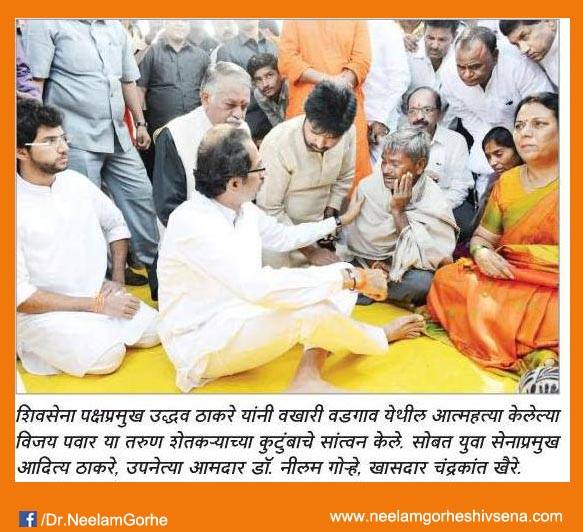 शिवसेना पक्षप्रमुख उद्धव ठाकरे यांनी वखारी वडगाव येथील आत्महत्या केलेल्या
विजय पवार या तरुण शेतकऱ्याच्या कुटुंबाचे सांत्वन केले. सोबत युवा सेनाप्रमुख
आदित्य ठाकरे, उपनेत्या आमदार डॉ. नीलम गोऱ्हे, खासदार चंद्रकांत खैरे.
f /Dr.NeelamGorhe
www.neelamgorheshivsena.com